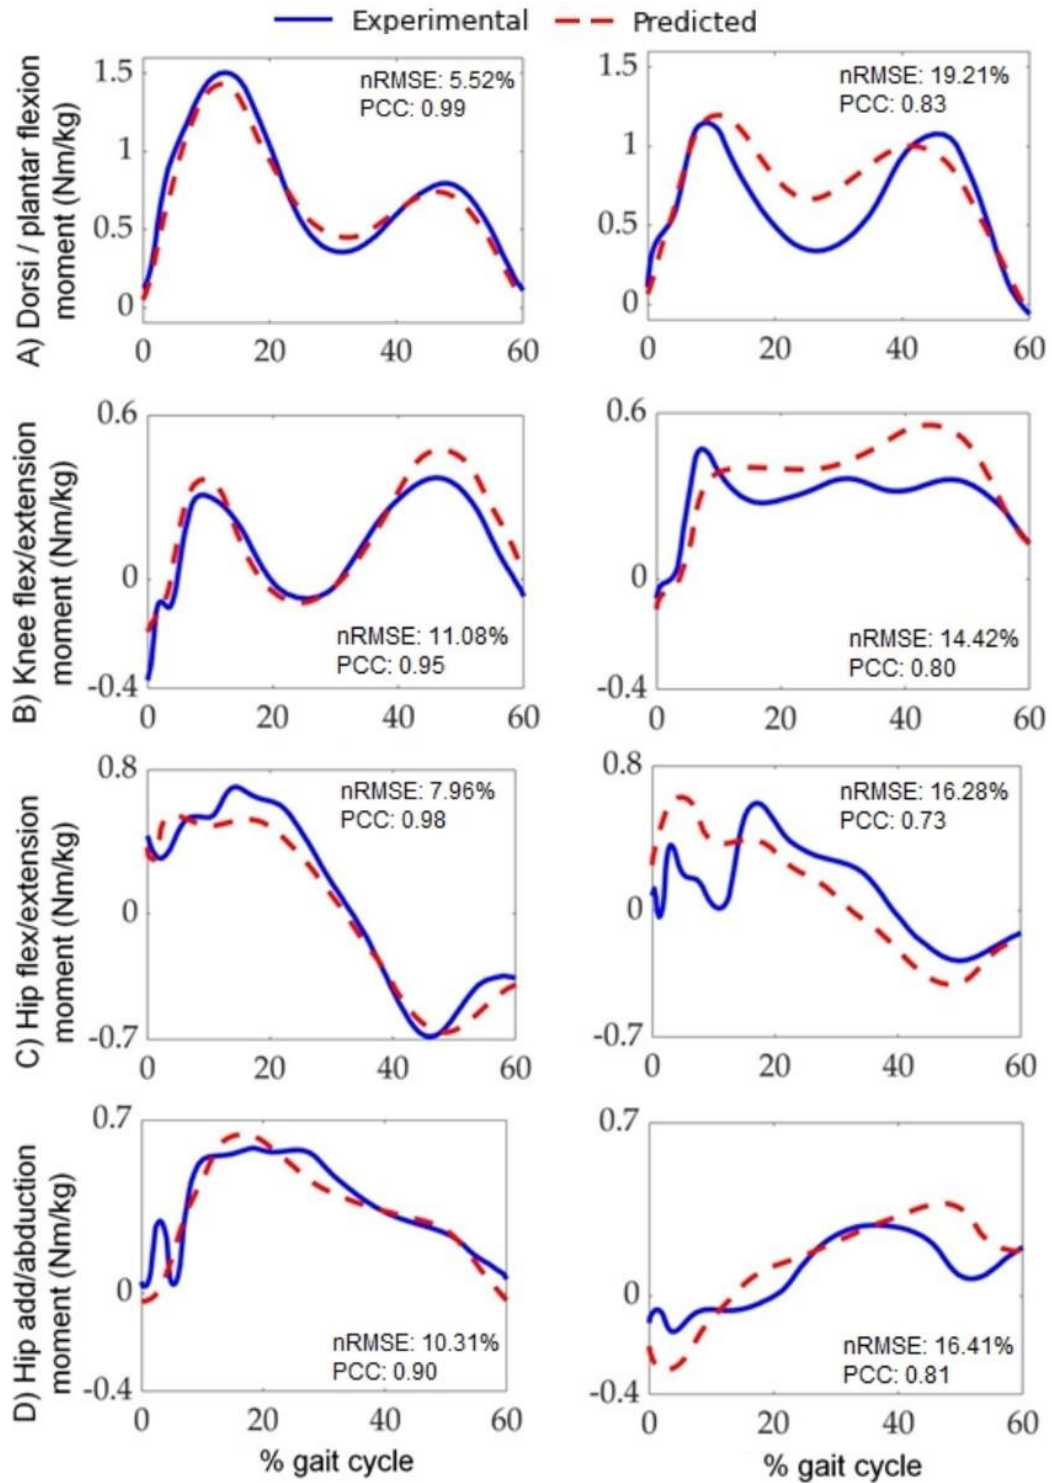 Experimental Predicted
A) Dorsi / plantar flexion
moment (Nm/kg)
1.5
1
0.5
0
0 20 40 60
nRMSE: 5.52%
PCC: 0.99
1.5
1
0.5
0
0 20 40 60
nRMSE: 19.21%
PCC: 0.83
B) Knee flex/extension
moment (Nm/kg)
0.6
0
-0.4
0 20 40 60
nRMSE: 11.08%
PCC: 0.95
0.6
0
-0.4
0 20 40 60
nRMSE: 14.42%
PCC: 0.80
C) Hip flex/extension
moment (Nm/kg)
0.8
0
-0.7
0 20 40 60
nRMSE: 7.96%
PCC: 0.98
0.8
0
-0.7
0 20 40 60
nRMSE: 16.28%
PCC: 0.73
D) Hip add/abduction
moment (Nm/kg)
0.7
0
-0.4
0 20 40 60
nRMSE: 10.31%
PCC: 0.90
% gait cycle
0.7
0
-0.4
0 20 40 60
nRMSE: 16.41%
PCC: 0.81
% gait cycle